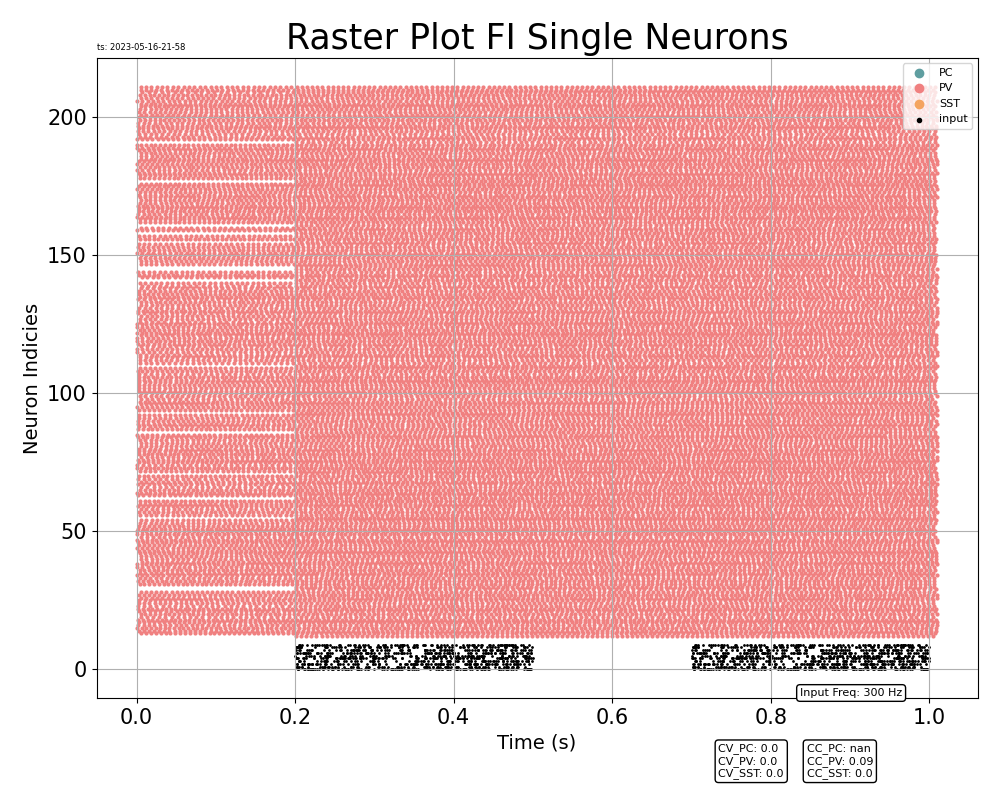 Raster Plot FI Single Neurons
ts: 2023-05-16-21-58
PC
PV
SST
input
200
150
100
50
0
Neuron Indicies
Input Freq: 300 Hz
0.0 0.2 0.4 0.6 0.8 1.0
Time (s)
CV_PC: 0.0
CV_PV: 0.0
CV_SST: 0.0
CC_PC: nan
CC_PV: 0.09
CC_SST: 0.0